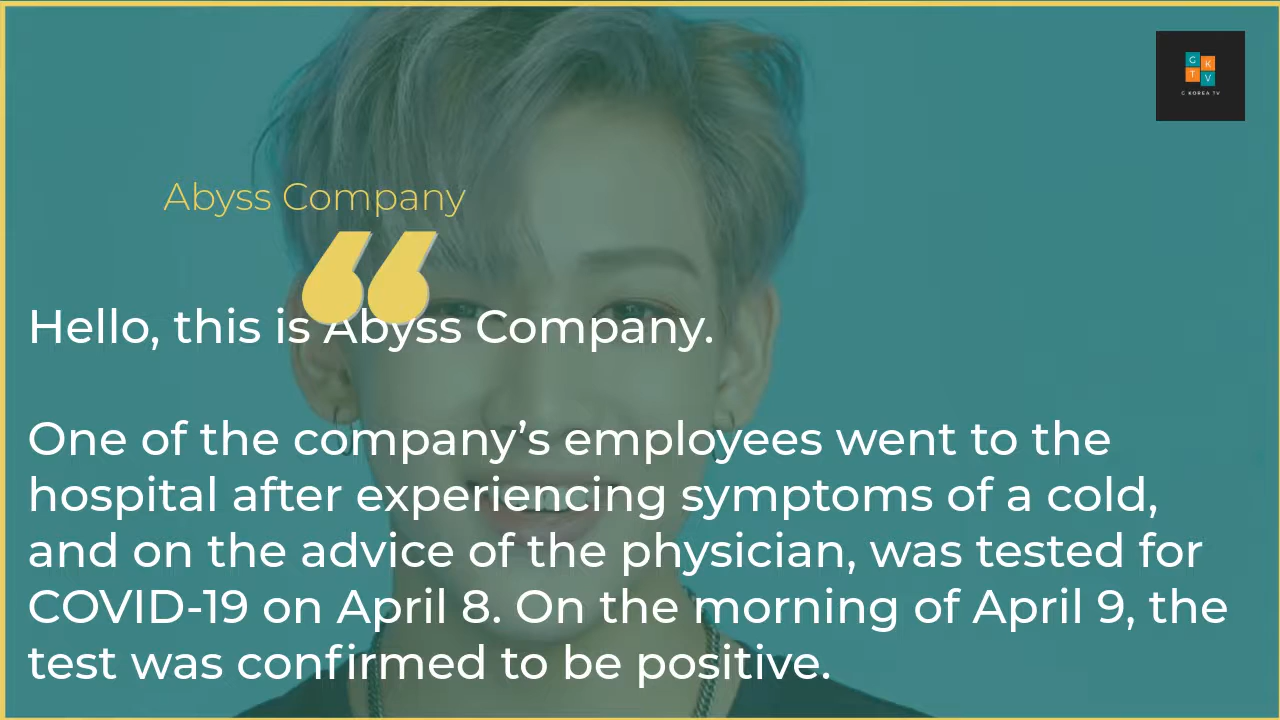 G K
T V
G KOREA TV
Abyss Company
“
Hello, this is Abyss Company.
One of the company’s employees went to the
hospital after experiencing symptoms of a cold,
and on the advice of the physician, was tested for
COVID-19 on April 8. On the morning of April 9, the
test was confirmed to be positive.